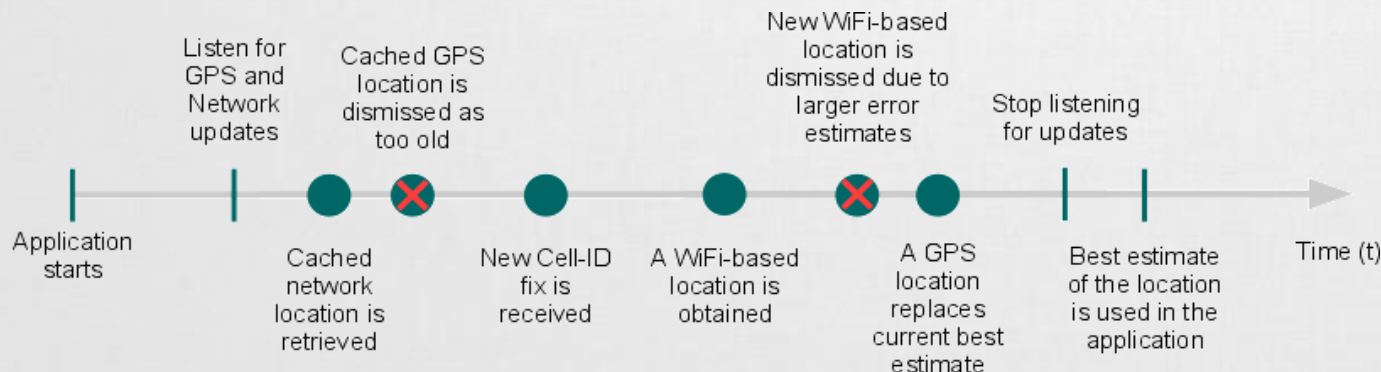 Application
starts
Listen for
GPS and
Network
updates
Cached
network
location is
retrieved
Cached GPS
location is
dismissed as
too old
New Cell-ID
fix is
received
A WiFi-based
location is
obtained
New WiFi-based
location is
dismissed due to
larger error
estimates
A GPS
location
replaces
current best
estimate
Stop listening
for updates
Best estimate
of the location
is used in the
application
Time (t)